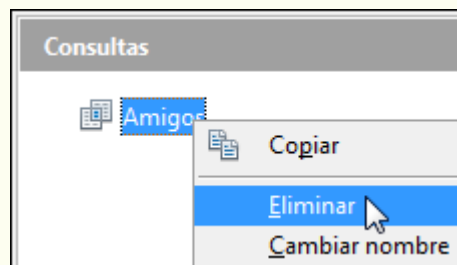 Consultas
Amigos
Copiar
Eliminar
Cambiar nombre